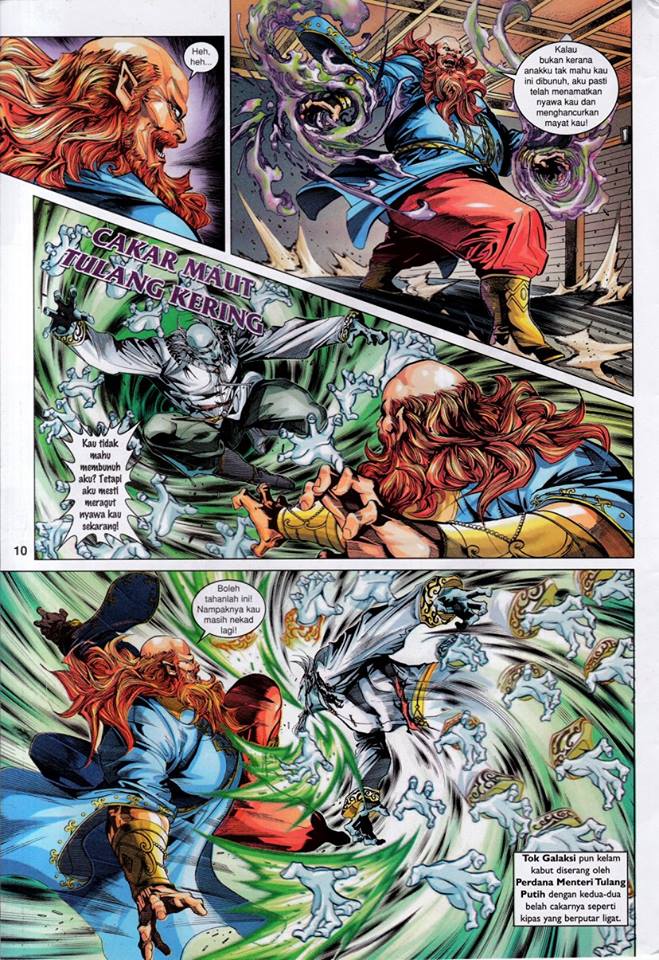 Heh,
heh...
Kalau
bukan kerana
anakku tak mahu kau
ini dibunuh, aku pasti
telah menamatkan
nyawa kau dan
menghancurkan
mayat kau!
CAKAR MAUT
TULANG KERING
Kau tidak
mahu
membunuh
aku? Tetapi
aku mesti
meragut
nyawa kau
sekarang!
10
Boleh
tahanlah ini!
Nampaknya kau
masih nekad
lagi!
Tok Galaksi pun kelam
kabut diserang oleh
Perdana Menteri Tulang
Putih dengan kedua-dua
belah cakarnya seperti
kipas yang berputar ligat.